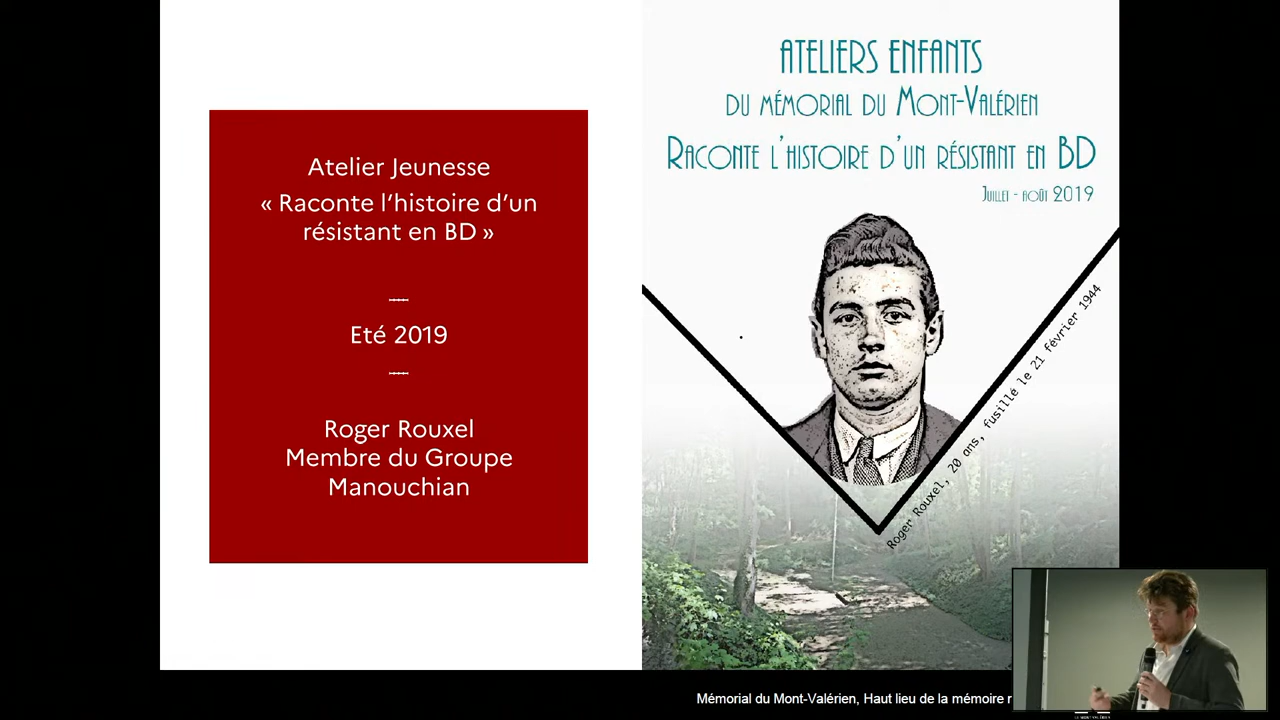 Atelier Jeunesse
« Raconte l'histoire d'un
résistant en BD »
Eté 2019
Roger Rouxel
Membre du Groupe
Manouchian
ATELIERS ENFANTS
DU MÉMORIAL DU MONT-VALÉRIEN
RACONTE L'HISTOIRE D'UN RÉSISTANT EN BD
JUILLET - AOÛT 2019
Roger Rouxel, 20 ans, fusillé le 21 février 1944
Mémorial du Mont-Valérien, Haut lieu de la mémoire